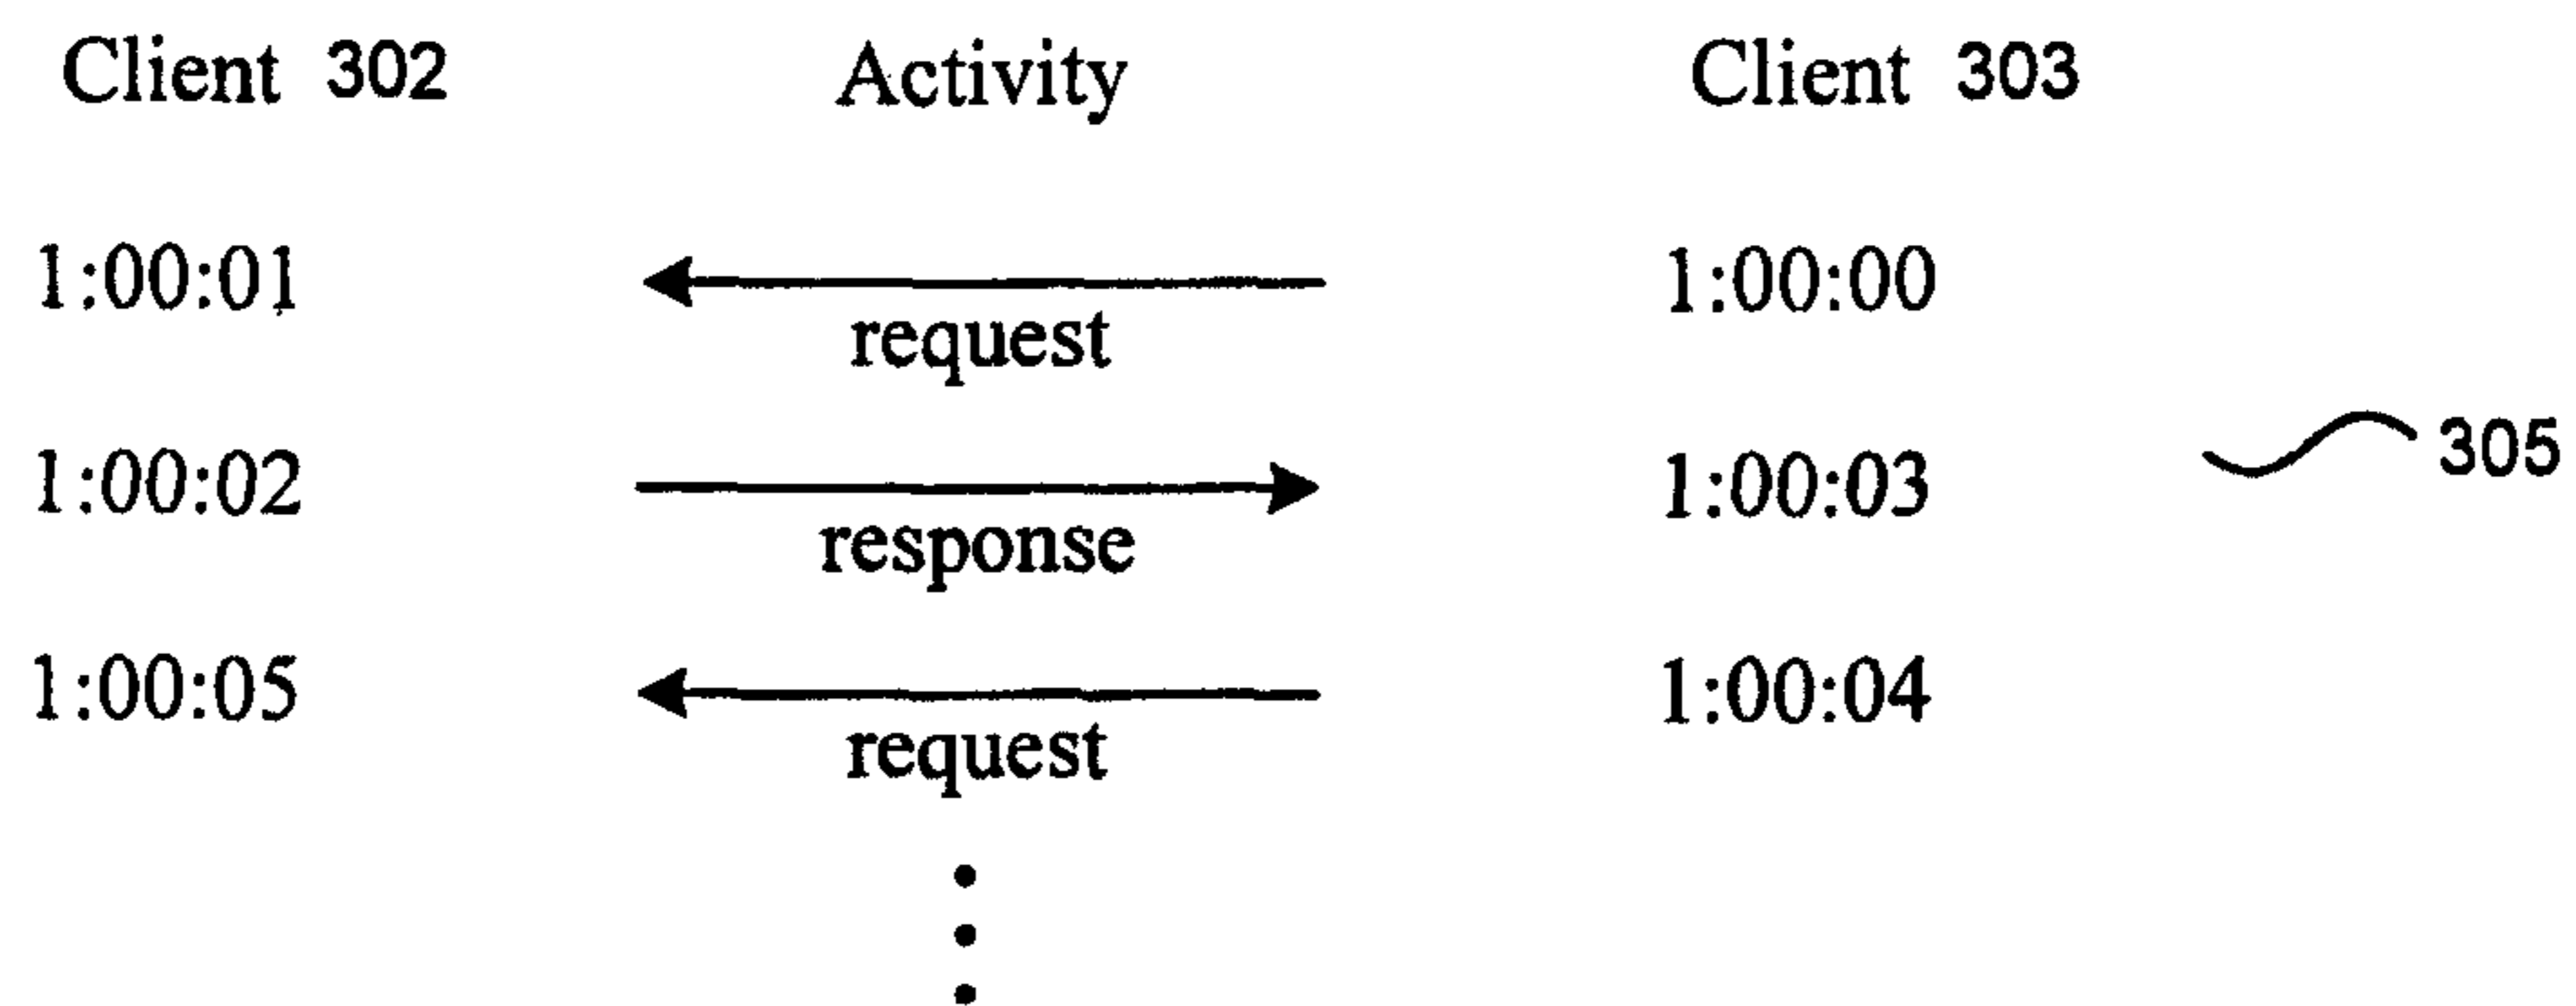 Client 302 Activity Client 303
1:00:01 1:00:00
request
1:00:02 1:00:03 305
response
1:00:05 1:00:04
request